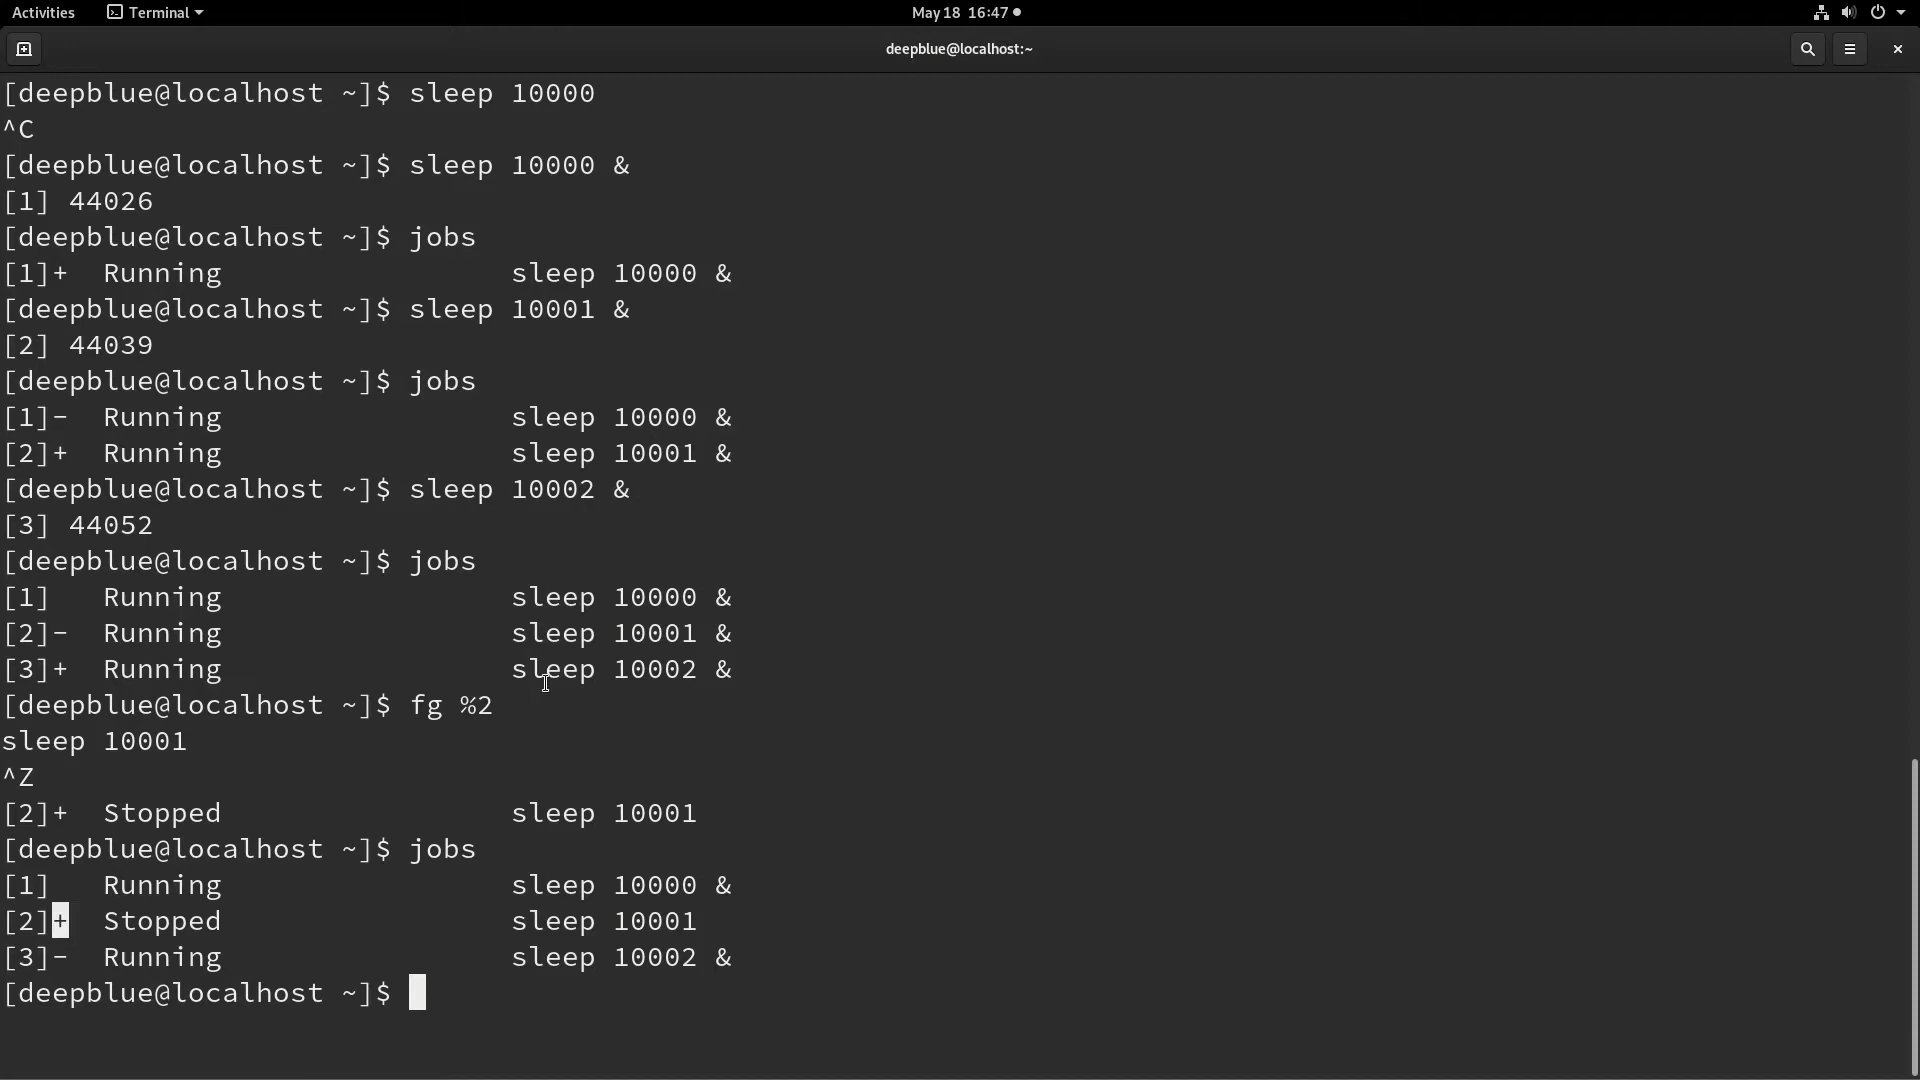 Activities Terminal May 18 16:47
deepblue@localhost:~
[deepblue@localhost ~]$ sleep 10000
^C
[deepblue@localhost ~]$ sleep 10000 &
[1] 44026
[deepblue@localhost ~]$ jobs
[1]+  Running                 sleep 10000 &
[deepblue@localhost ~]$ sleep 10001 &
[2] 44039
[deepblue@localhost ~]$ jobs
[1]-  Running                 sleep 10000 &
[2]+  Running                 sleep 10001 &
[deepblue@localhost ~]$ sleep 10002 &
[3] 44052
[deepblue@localhost ~]$ jobs
[1]   Running                 sleep 10000 &
[2]-  Running                 sleep 10001 &
[3]+  Running                 sleep 10002 &
[deepblue@localhost ~]$ fg %2
sleep 10001
^Z
[2]+  Stopped                 sleep 10001
[deepblue@localhost ~]$ jobs
[1]   Running                 sleep 10000 &
[2]+  Stopped                 sleep 10001
[3]-  Running                 sleep 10002 &
[deepblue@localhost ~]$